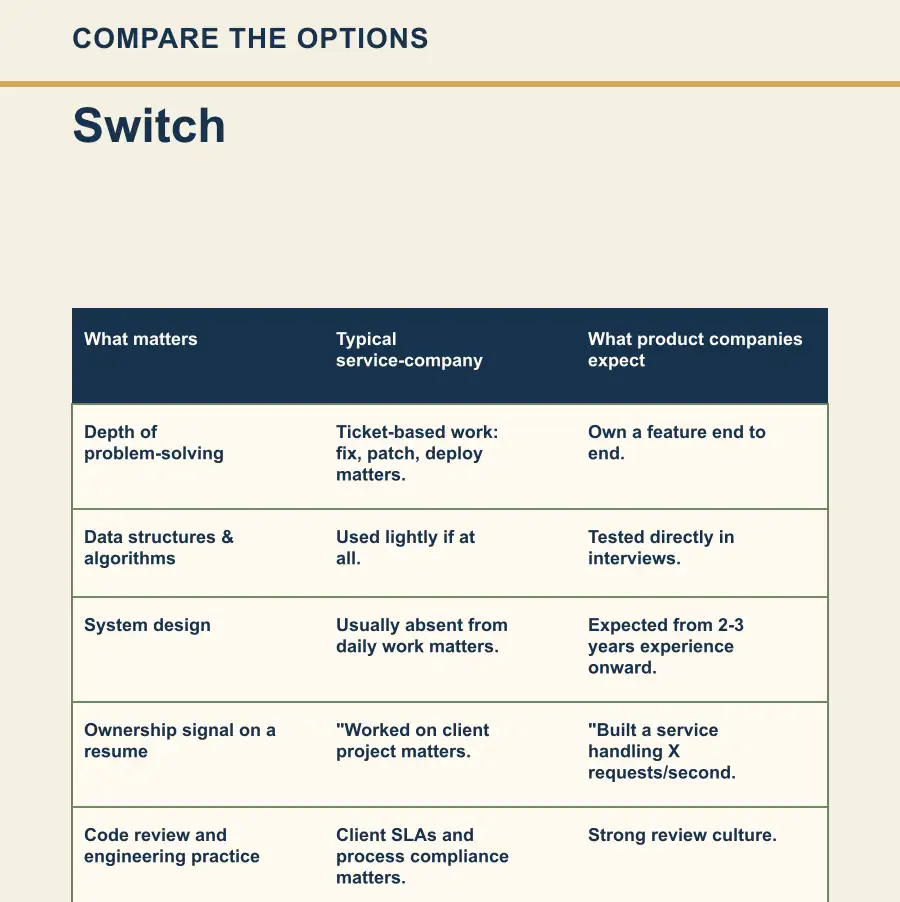 COMPARE THE OPTIONS
Switch
What matters
Typical
service-company
What product companies
expect
Depth of
problem-solving
Ticket-based work:
fix, patch, deploy
matters.
Own a feature end to
end.
Data structures &
algorithms
Used lightly if at
all.
Tested directly in
interviews.
System design
Usually absent from
daily work matters.
Expected from 2-3
years experience
onward.
Ownership signal on a
resume
"Worked on client
project matters.
"Built a service
handling X
requests/second.
Code review and
engineering practice
Client SLAs and
process compliance
matters.
Strong review culture.